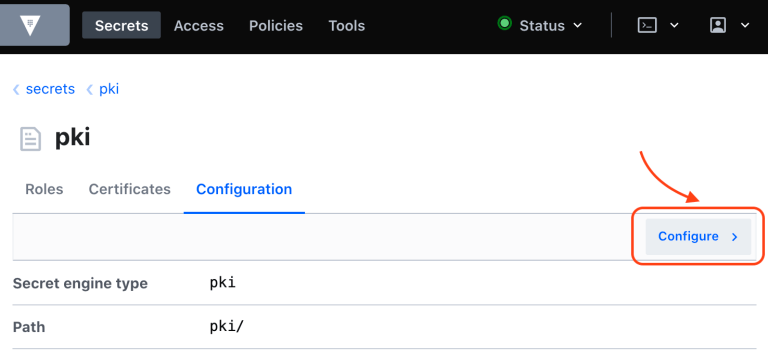 Secrets Access Policies Tools Status
secrets pki
pki
Roles Certificates Configuration
Configure
Secret engine type pki
Path pki/